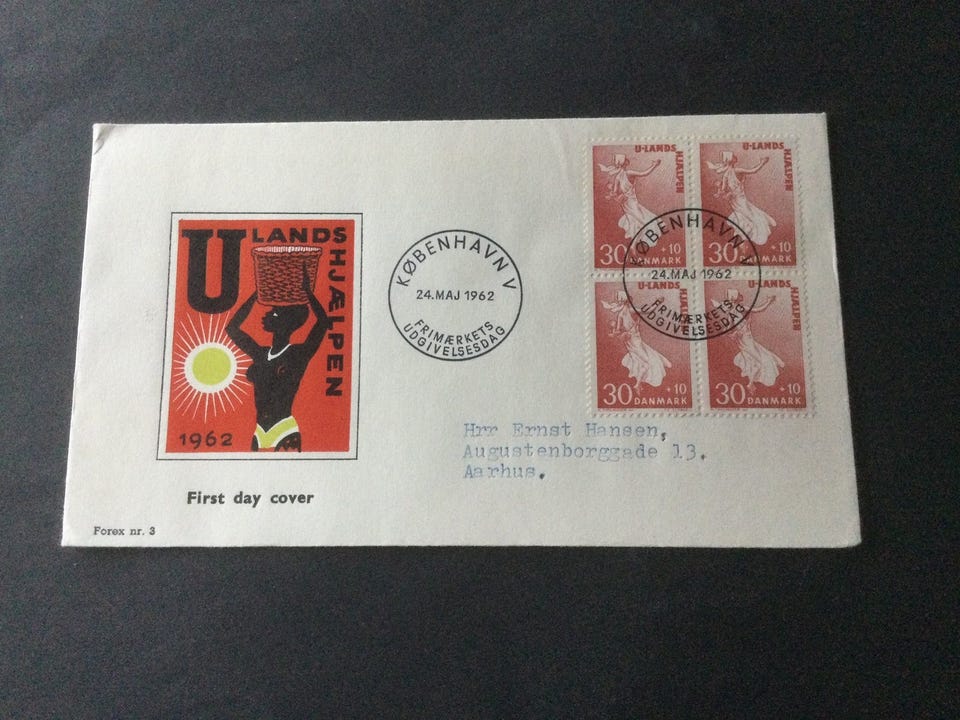 U LANDS
HJÆLPEN
1962
First day cover
Forex nr. 3
KØBENHAVN V
24.MAJ 1962
FRIMÆRKETS
UDGIVELSESDAG
U-LANDS
HJÆLPEN
30 +10
DANMARK
U-LANDS
HJÆLPEN
30 +10
DANMARK
KØBENHAVN V
24.MAJ 1962
FRIMÆRKETS
UDGIVELSESDAG
U-LANDS
HJÆLPEN
30 +10
DANMARK
U-LANDS
HJÆLPEN
30 +10
DANMARK
Hrr Ernst Hansen,
Augustenborggade 13.
Aarhus.